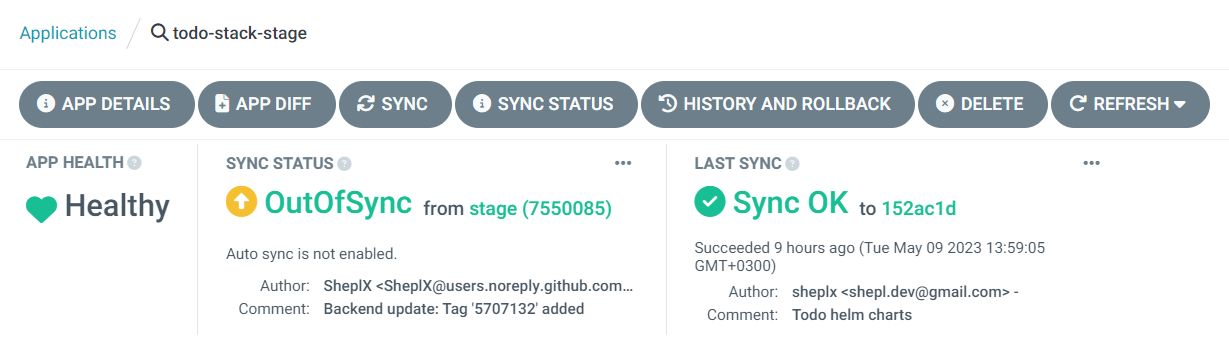 Applications / todo-stack-stage
APP DETAILS APP DIFF SYNC SYNC STATUS HISTORY AND ROLLBACK DELETE REFRESH
APP HEALTH
Healthy
SYNC STATUS
OutOfSync from stage (7550085)
Auto sync is not enabled.
Author: SheplX <SheplX@users.noreply.github.com...
Comment: Backend update: Tag '5707132' added
LAST SYNC
Sync OK to 152ac1d
Succeeded 9 hours ago (Tue May 09 2023 13:59:05
GMT+0300)
Author: sheplx <shepl.dev@gmail.com> -
Comment: Todo helm charts